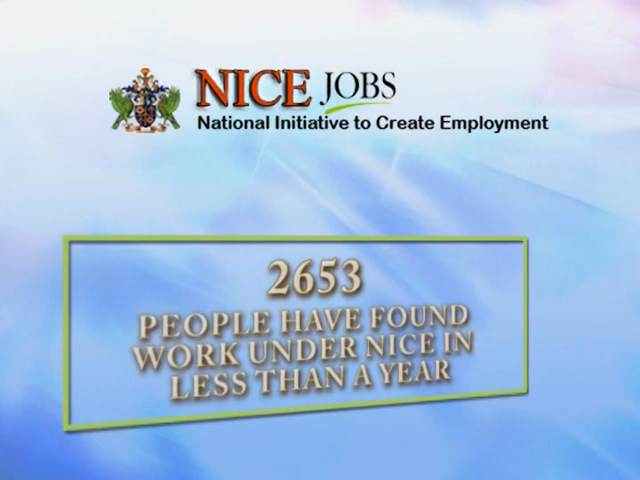 NICE JOBS
National Initiative to Create Employment
2653
PEOPLE HAVE FOUND
WORK UNDER NICE IN
LESS THAN A YEAR